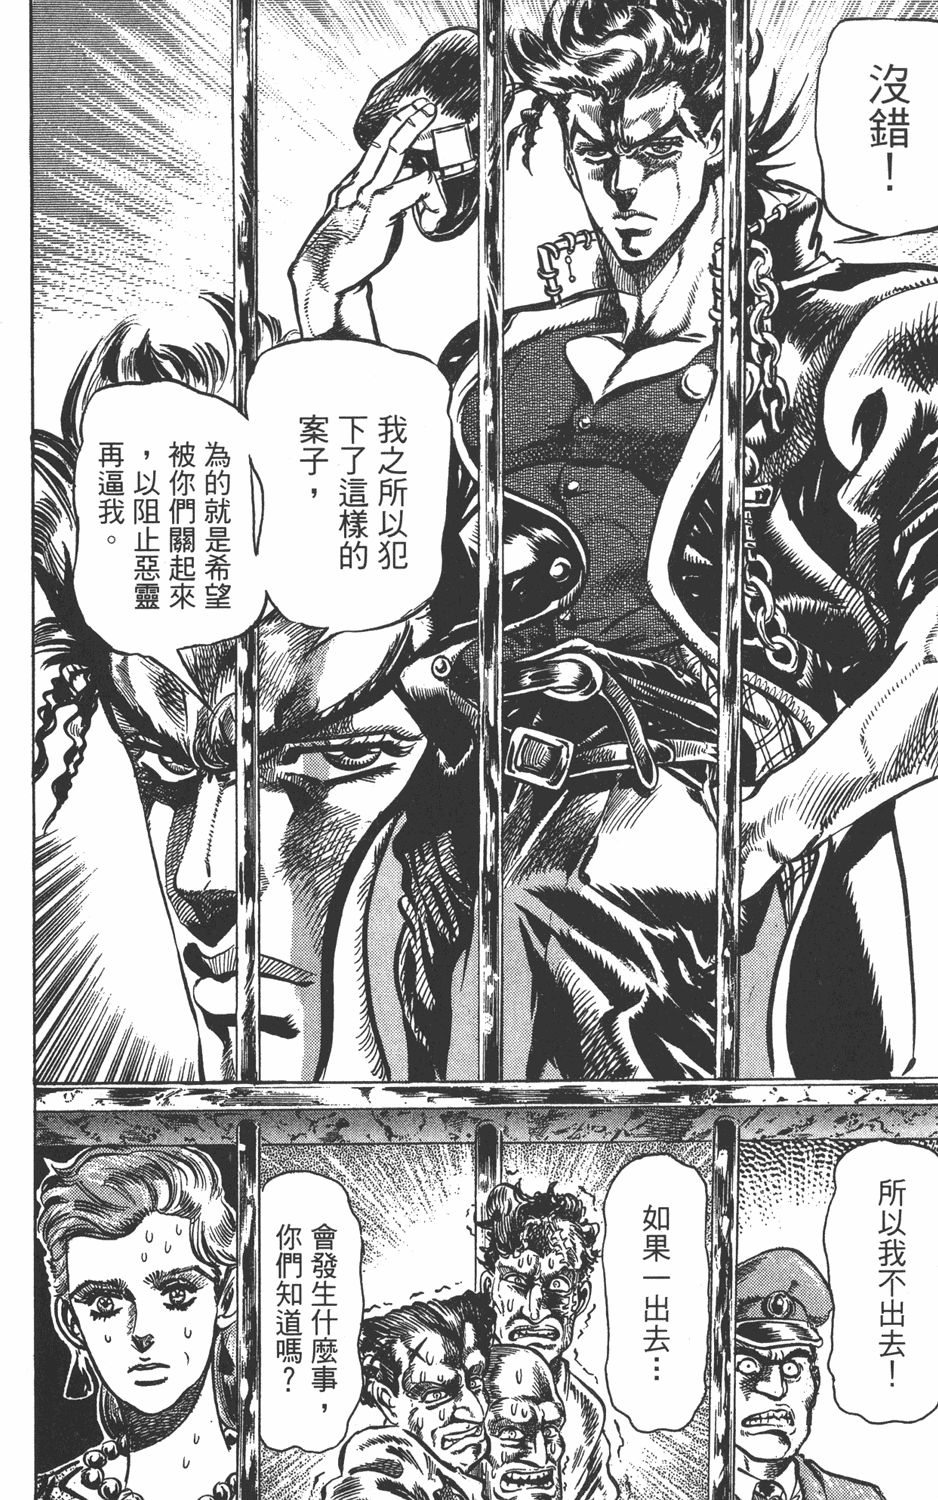 沒錯！
我之所以犯
下了這樣的
案子，
為的就是希望
被你們關起來
，以阻止惡靈
再逼我。
所以我不出去！
如果一出去…
會發生什麼事，
你們知道嗎？